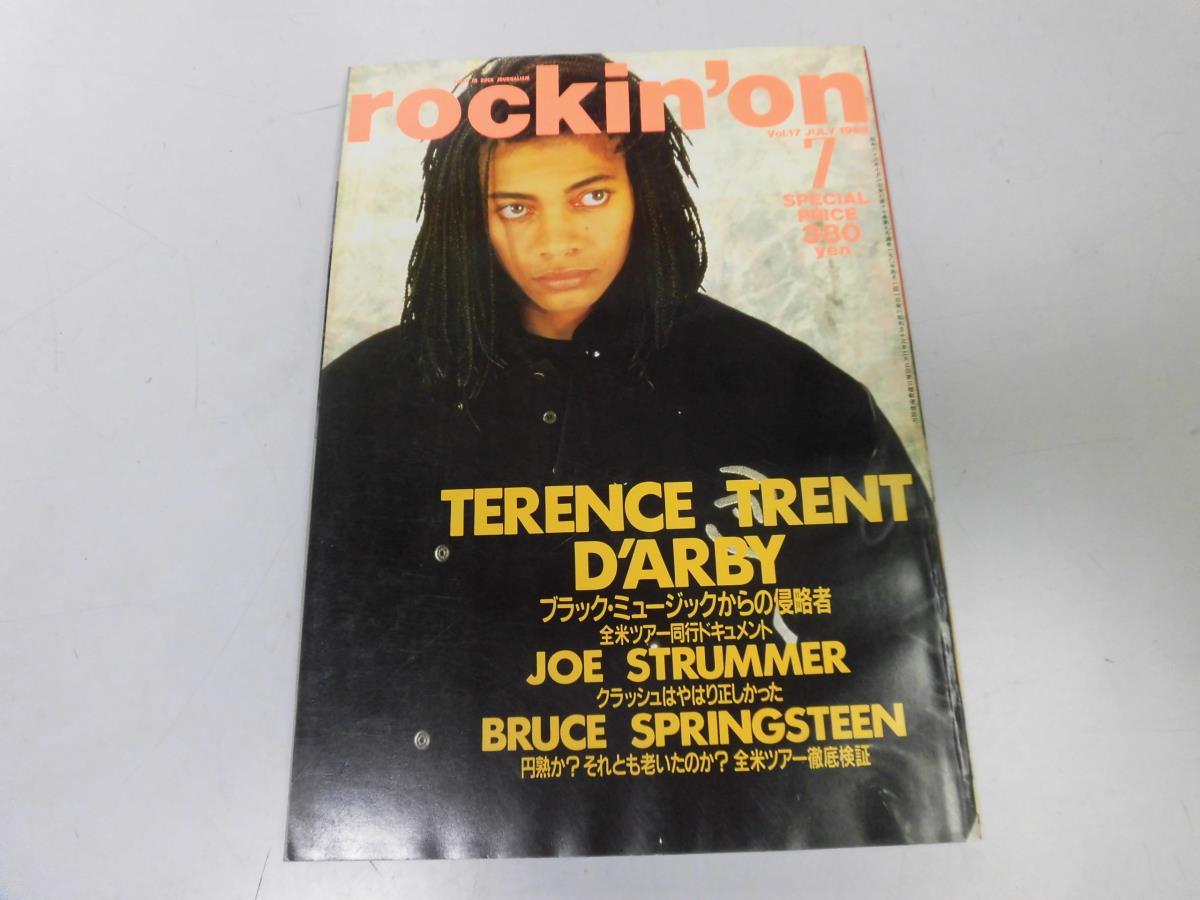 IN ROCK JOURNALISM
rockin'on
Vol.17 JULY 1988
7
SPECIAL
PRICE
380
yen
TERENCE TRENT
D'ARBY
ブラック・ミュージックからの侵略者
全米ツアー同行ドキュメント
JOE STRUMMER
クラッシュはやはり正しかった
BRUCE SPRINGSTEEN
円熟か? それとも老いたのか? 全米ツアー徹底検証